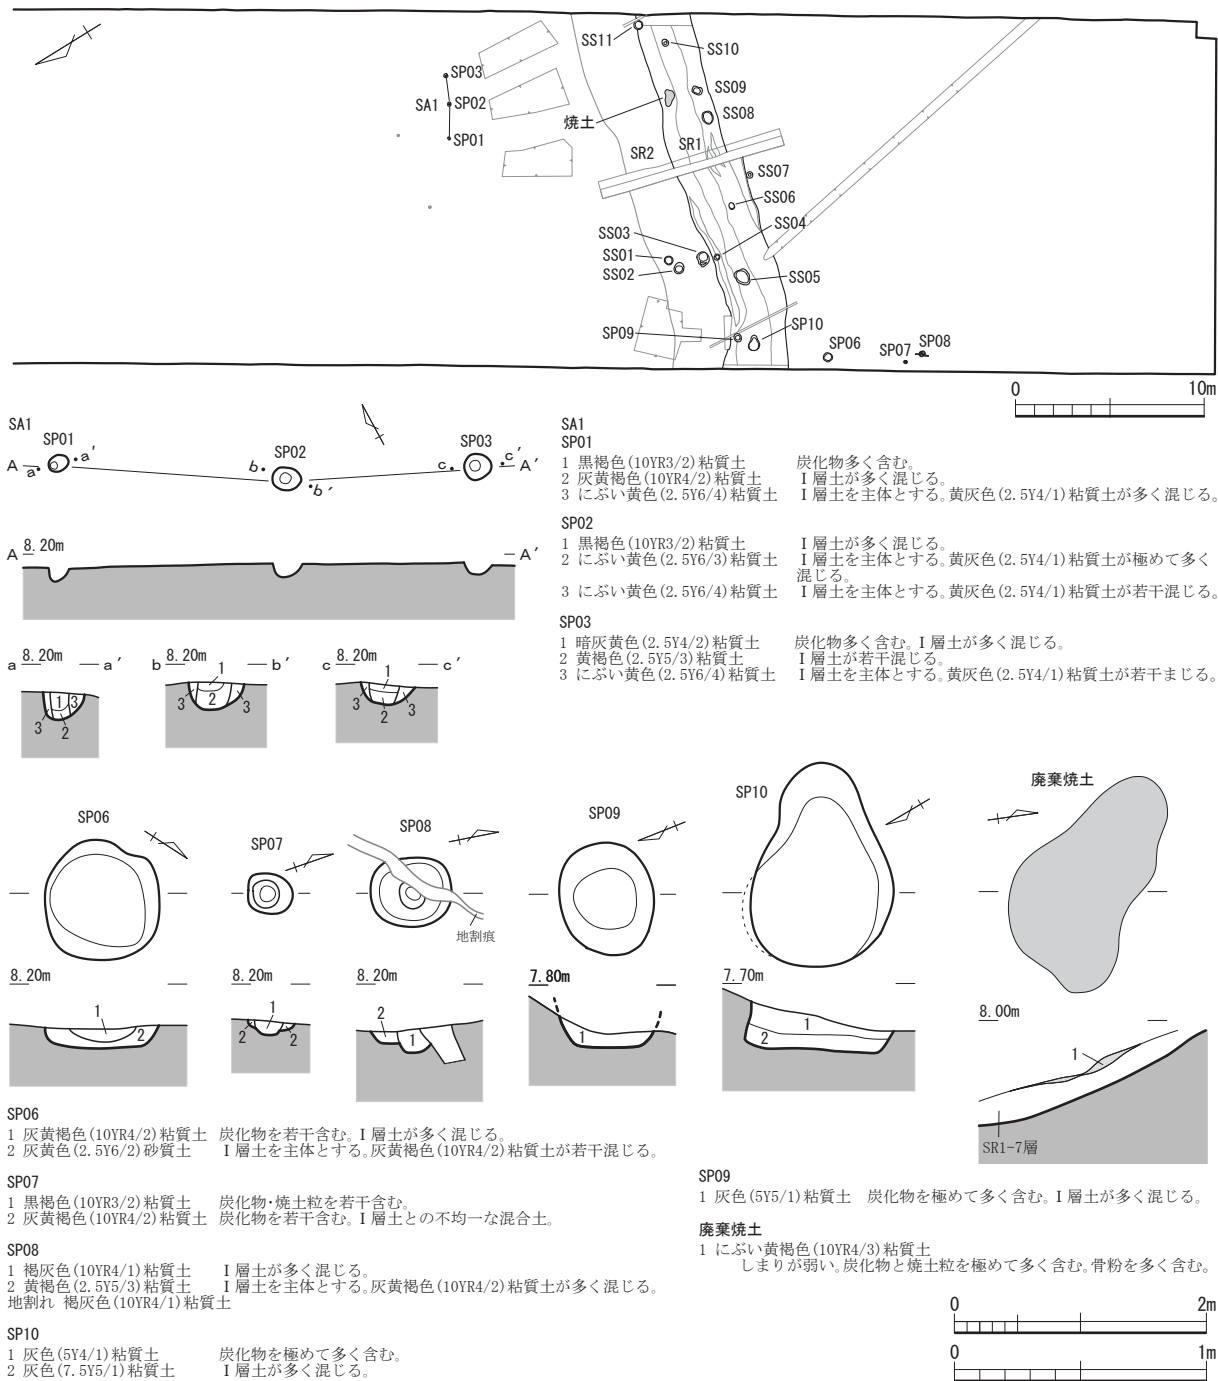 SS11
SS10
SP03
SS09
SA1
SP02
SS08
焼土
SP01
SR1
SR2
SS07
SS06
SS04
SS03
SS01
SS02
SS05
SP10
SP09
SP06
SP07
SP08
0 10m
SA1
SP01
SP02
SP03
A a a′ b b′ c c′ A′
A 8.20m A′
a 8.20m a′ b 8.20m b′ c 8.20m c′
1 3 3 2
1 2 3 3
1 3 2 3
SA1
SP01
1 黒褐色(10YR3/2)粘質土 炭化物多く含む。
2 灰黄褐色(10YR4/2)粘質土 Ⅰ層土が多く混じる。
3 にぶい黄色(2.5Y6/4)粘質土 Ⅰ層土を主体とする。黄灰色(2.5Y4/1)粘質土が多く混じる。
SP02
1 黒褐色(10YR3/2)粘質土 Ⅰ層土が多く混じる。
2 にぶい黄色(2.5Y6/3)粘質土 Ⅰ層土を主体とする。黄灰色(2.5Y4/1)粘質土が極めて多く
混じる。
3 にぶい黄色(2.5Y6/4)粘質土 Ⅰ層土を主体とする。黄灰色(2.5Y4/1)粘質土が若干混じる。
SP03
1 暗灰黄色(2.5Y4/2)粘質土 炭化物多く含む。Ⅰ層土が多く混じる。
2 黄褐色(2.5Y5/3)粘質土 Ⅰ層土が若干混じる。
3 にぶい黄色(2.5Y6/4)粘質土 Ⅰ層土を主体とする。黄灰色(2.5Y4/1)粘質土が若干まじる。
SP06
SP07
SP08
SP09
SP10
廃棄焼土
地割痕
8.20m
8.20m
8.20m
7.80m
7.70m
8.00m
1 2
1 2 2
2 1
1
1 2
1
SR1-7層
SP06
1 灰黄褐色(10YR4/2)粘質土 炭化物を若干含む。Ⅰ層土が多く混じる。
2 灰黄色(2.5Y6/2)砂質土 Ⅰ層土を主体とする。灰黄褐色(10YR4/2)粘質土が若干混じる。
SP07
1 黒褐色(10YR3/2)粘質土 炭化物・焼土粒を若干含む。
2 灰黄褐色(10YR4/2)粘質土 炭化物を若干含む。Ⅰ層土との不均一な混合土。
SP08
1 褐灰色(10YR4/1)粘質土 Ⅰ層土が多く混じる。
2 黄褐色(2.5Y5/3)粘質土 Ⅰ層土を主体とする。灰黄褐色(10YR4/2)粘質土が多く混じる。
地割れ 褐灰色(10YR4/1)粘質土
SP10
1 灰色(5Y4/1)粘質土 炭化物を極めて多く含む。
2 灰色(7.5Y5/1)粘質土 Ⅰ層土が多く混じる。
SP09
1 灰色(5Y5/1)粘質土 炭化物を極めて多く含む。Ⅰ層土が多く混じる。
廃棄焼土
1 にぶい黄褐色(10YR4/3)粘質土
しまりが弱い。炭化物と焼土粒を極めて多く含む。骨粉を多く含む。
0 2m
0 1m